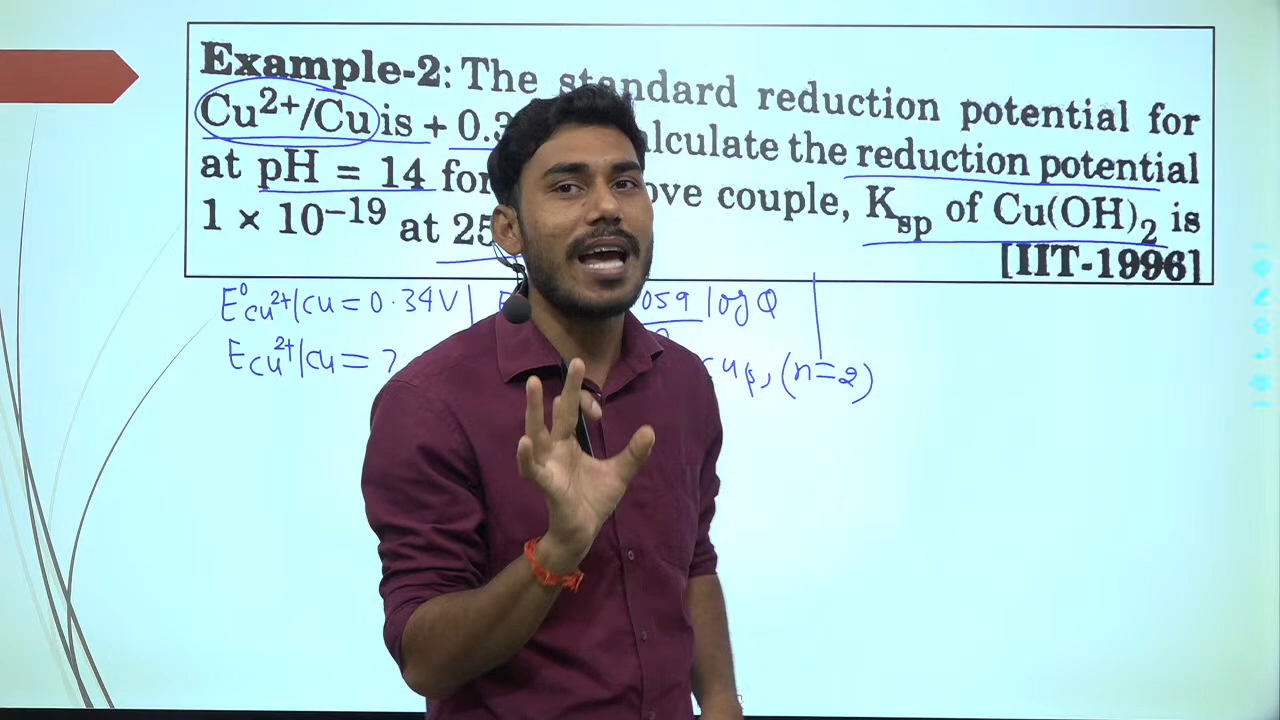 Example-2: The standard reduction potential for
Cu²⁺/Cu is + 0.3 alculate the reduction potential
at pH = 14 for ove couple, Kₛₚ of Cu(OH)₂ is
1 × 10⁻¹⁹ at 25
[IIT-1996]
E⁰Cu²⁺|Cu = 0.34V | E 059 log Q
ECu²⁺|Cu = ? (n=2)